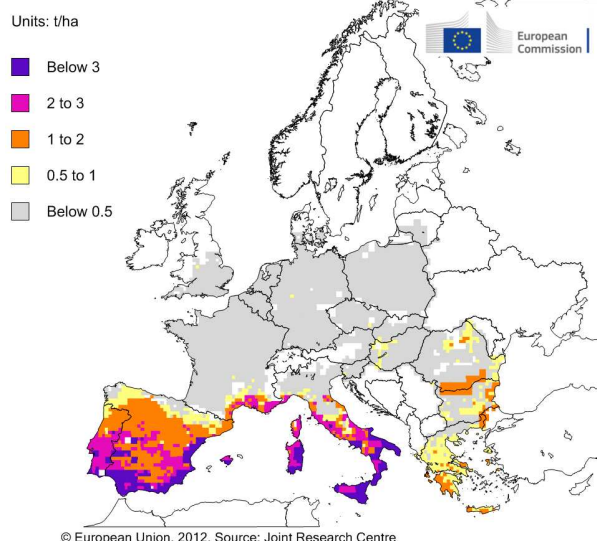 Units: t/ha
European
Commission
Below 3
2 to 3
1 to 2
0.5 to 1
Below 0.5
© European Union, 2012. Source: Joint Research Centre